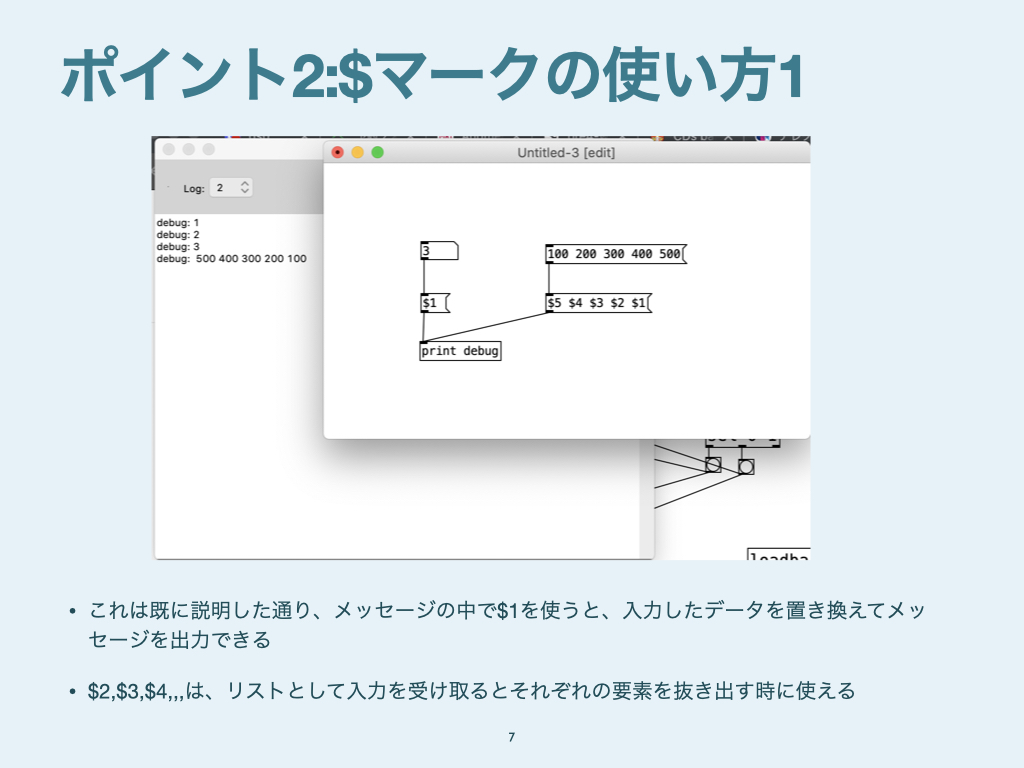 ポイント2:$マークの使い方1
Untitled-3 [edit]
Log: 2
debug: 1
debug: 2
debug: 3
debug: 500 400 300 200 100
3
100 200 300 400 500
$1
$5 $4 $3 $2 $1
print debug
• これは既に説明した通り、メッセージの中で$1を使うと、入力したデータを置き換えてメッ
セージを出力できる
• $2,$3,$4,,,は、リストとして入力を受け取るとそれぞれの要素を抜き出す時に使える
7